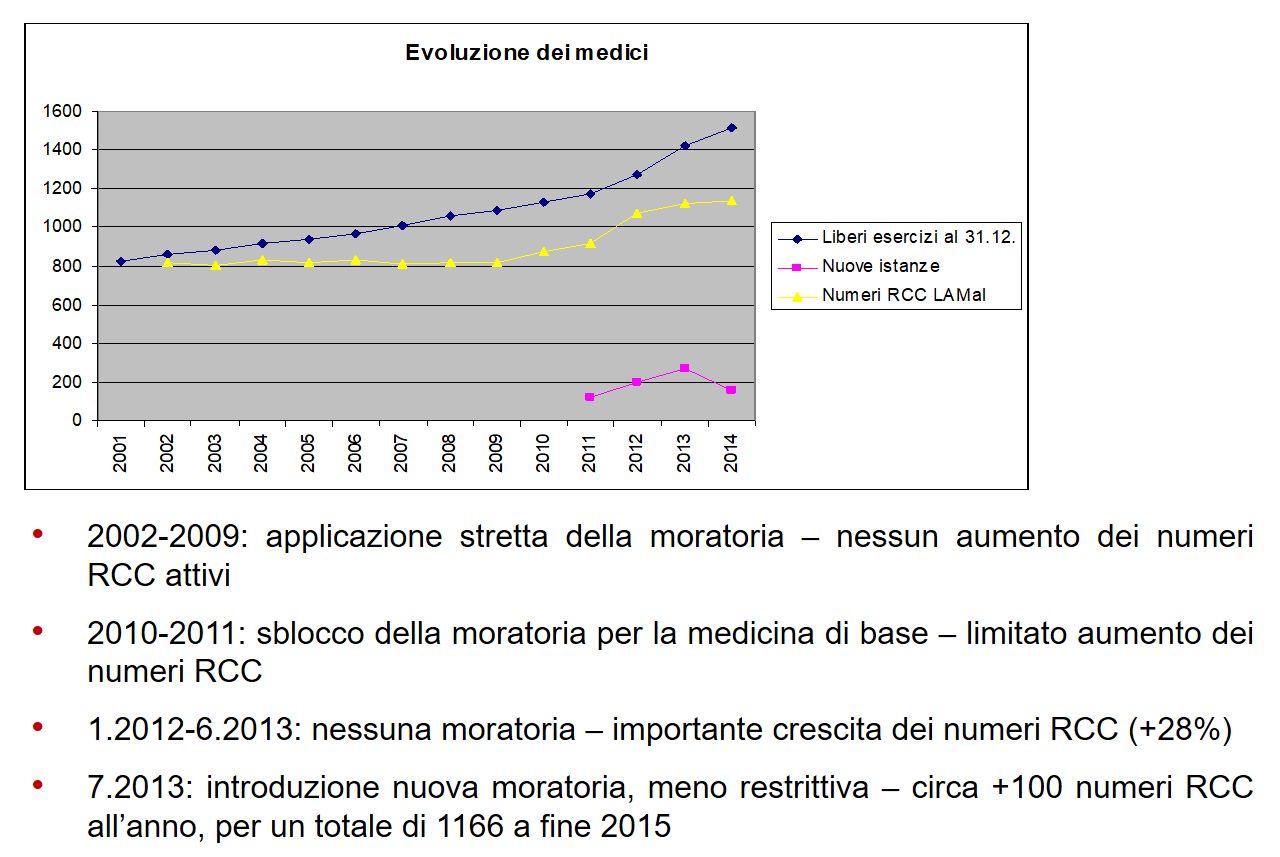 Evoluzione dei medici
1600
1400
1200
1000
800
600
400
200
0
2001
2002
2003
2004
2005
2006
2007
2008
2009
2010
2011
2012
2013
2014
Liberi esercizi al 31.12.
Nuove istanze
Numeri RCC LAMal
• 2002-2009: applicazione stretta della moratoria – nessun aumento dei numeri
RCC attivi
• 2010-2011: sblocco della moratoria per la medicina di base – limitato aumento dei
numeri RCC
• 1.2012-6.2013: nessuna moratoria – importante crescita dei numeri RCC (+28%)
• 7.2013: introduzione nuova moratoria, meno restrittiva – circa +100 numeri RCC
all’anno, per un totale di 1166 a fine 2015